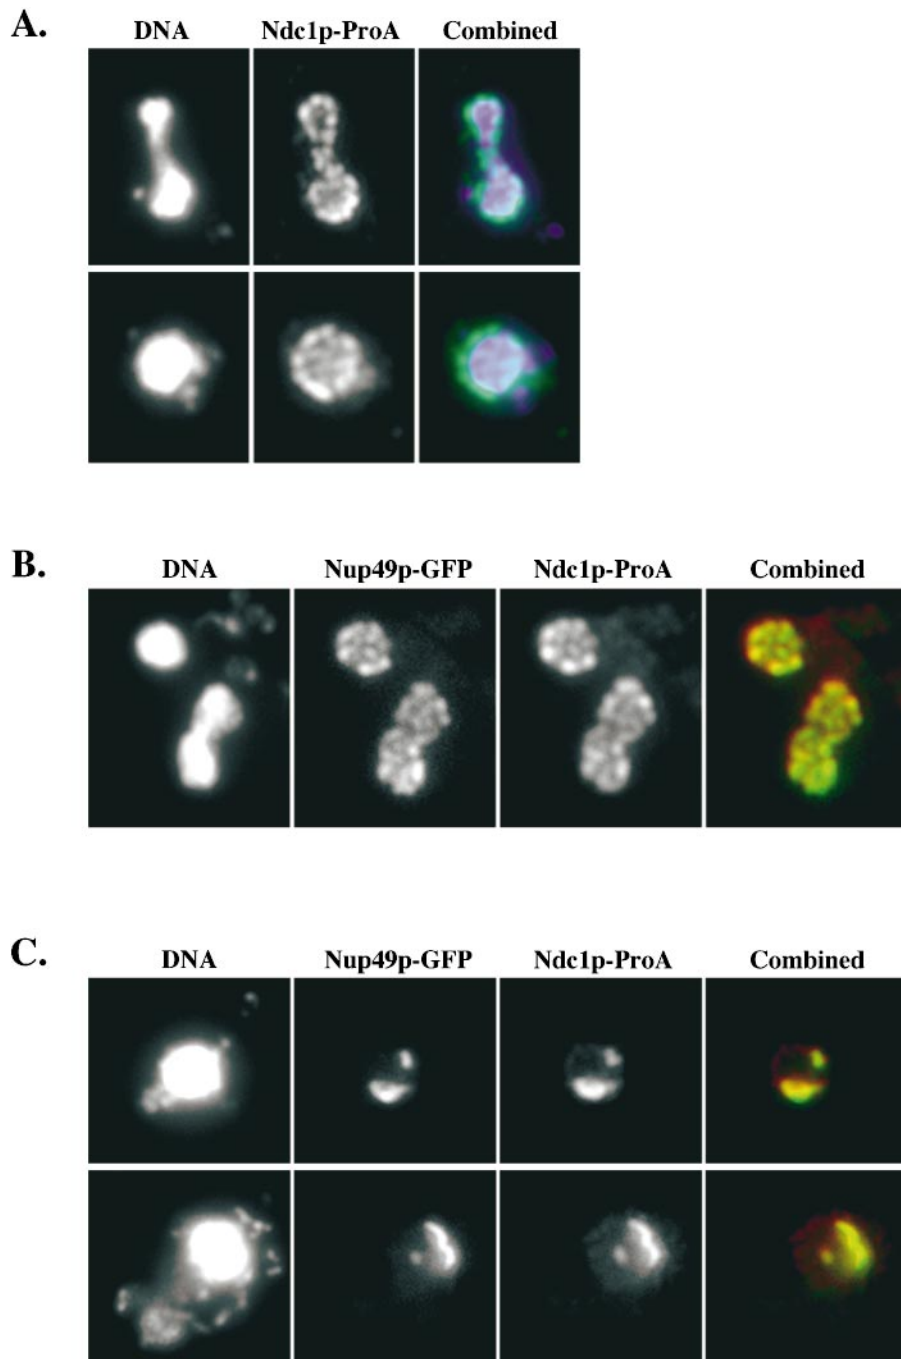 A.
DNA Ndc1p-ProA Combined
B.
DNA Nup49p-GFP Ndc1p-ProA Combined
C.
DNA Nup49p-GFP Ndc1p-ProA Combined